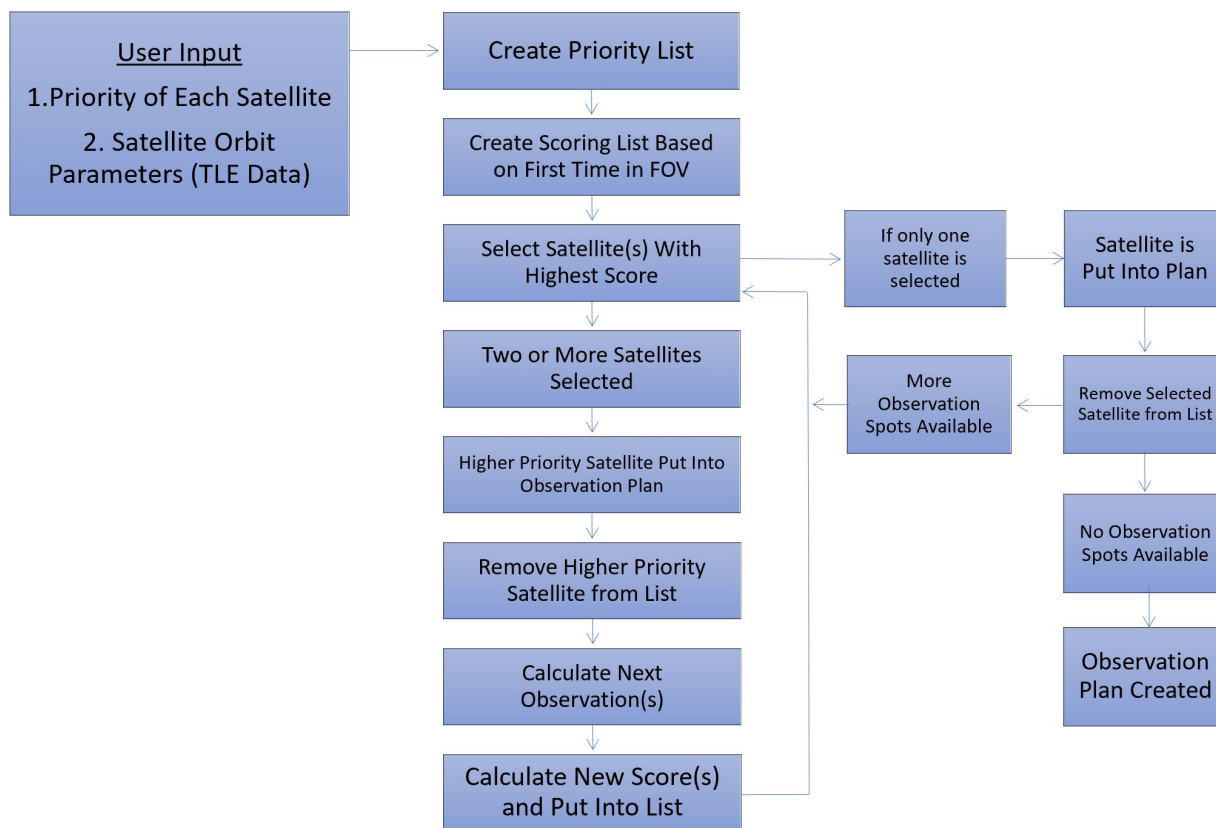 User Input
1.Priority of Each Satellite
2. Satellite Orbit
Parameters (TLE Data)
Create Priority List
Create Scoring List Based
on First Time in FOV
Select Satellite(s) With
Highest Score
If only one
satellite is
selected
Satellite is
Put Into Plan
Two or More Satellites
Selected
More
Observation
Spots Available
Remove Selected
Satellite from List
Higher Priority Satellite Put Into
Observation Plan
No Observation
Spots Available
Remove Higher Priority
Satellite from List
Calculate Next
Observation(s)
Observation
Plan Created
Calculate New Score(s)
and Put Into List